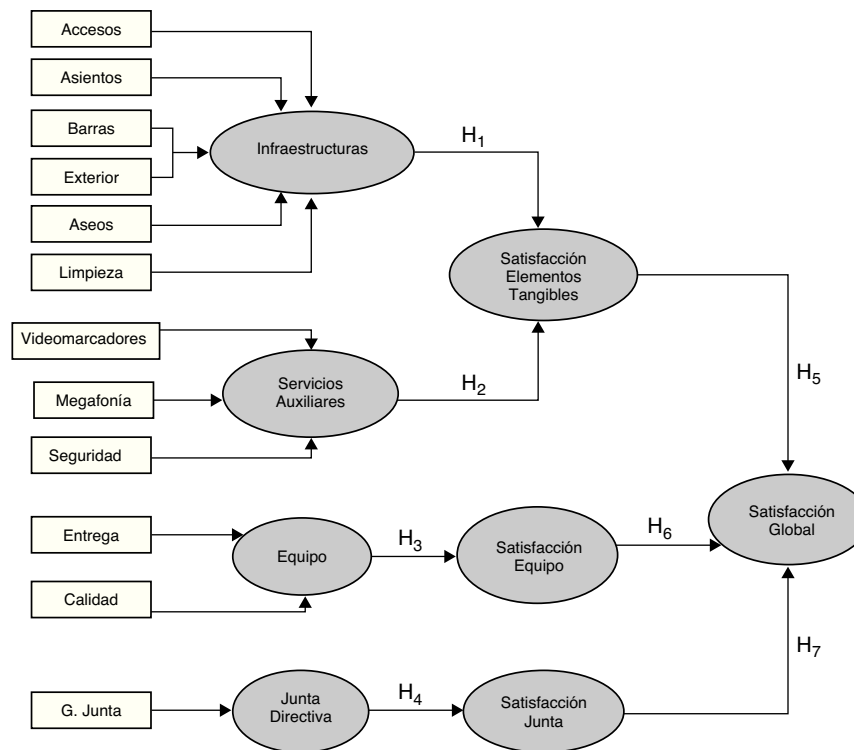 Accesos
Asientos
Barras
Exterior
Aseos
Limpieza
Infraestructuras
H1
Satisfacción
Elementos
Tangibles
Videomarcadores
Megafonía
Seguridad
Servicios
Auxiliares
H2
H5
Entrega
Calidad
Equipo
H3
Satisfacción
Equipo
H6
Satisfacción
Global
G. Junta
Junta
Directiva
H4
Satisfacción
Junta
H7